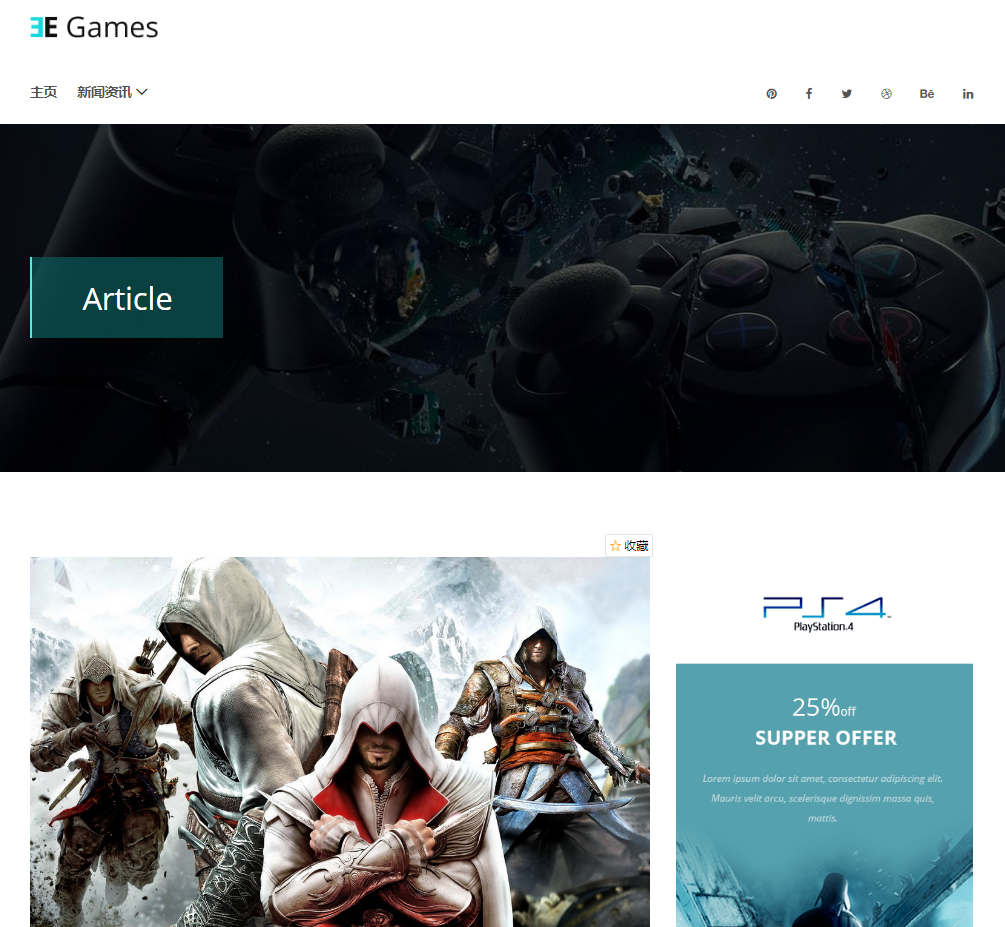 ƎE Games
主页 新闻资讯
Bē in
Article
收藏
PS4
PlayStation.4
25%off
SUPPER OFFER
Lorem ipsum dolor sit amet, consectetur adipiscing elit.
Mauris velit arcu, scelerisque dignissim massa quis,
mattis.